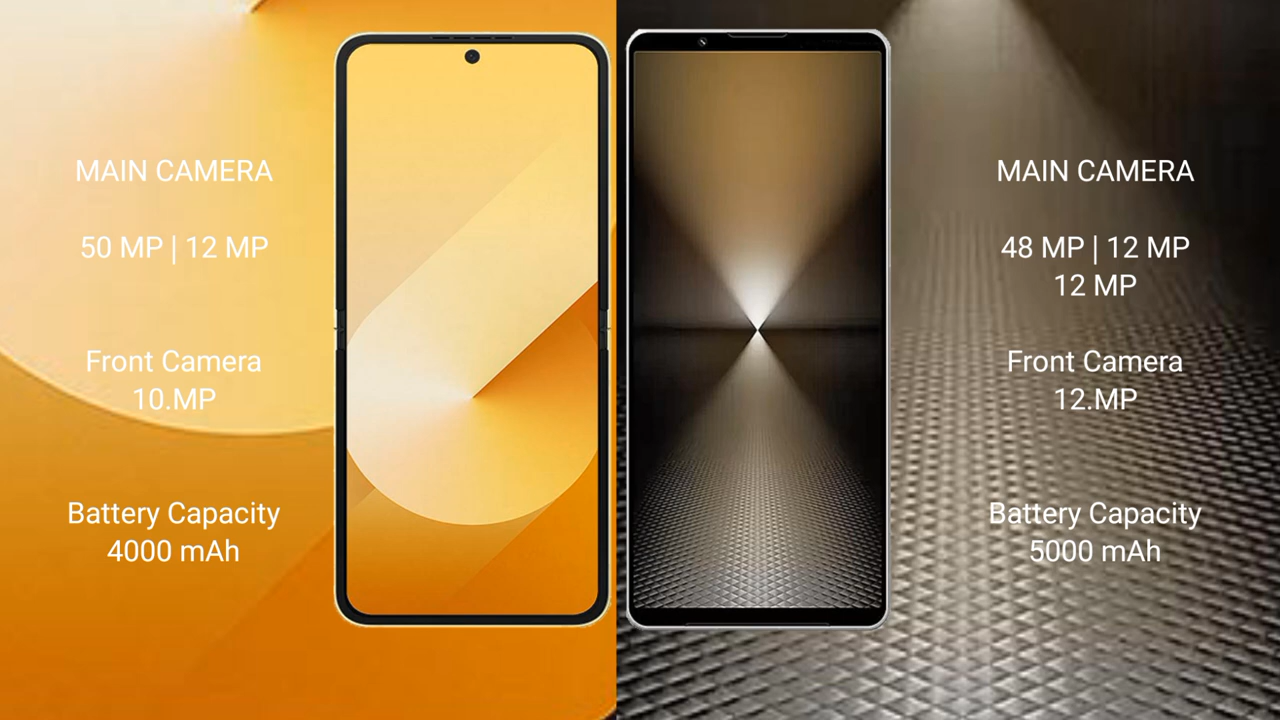 MAIN CAMERA
50 MP | 12 MP
Front Camera
10.MP
Battery Capacity
4000 mAh
MAIN CAMERA
48 MP | 12 MP
12 MP
Front Camera
12.MP
Battery Capacity
5000 mAh